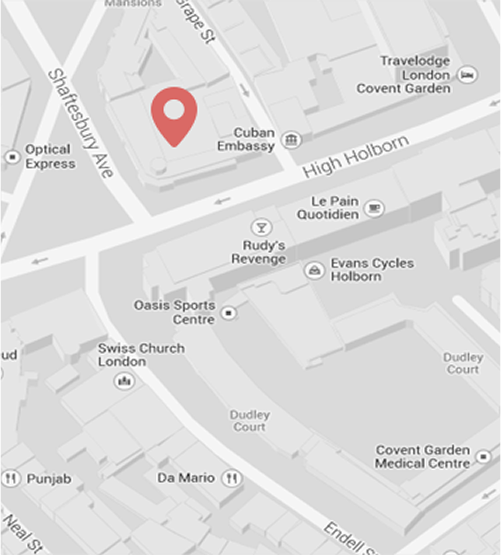 Mansions
Grape St
Shaftesbury Ave
Travelodge
London
Covent Garden
Optical
Express
Cuban
Embassy
High Holborn
Le Pain
Quotidien
Rudy's
Revenge
Evans Cycles
Holborn
Oasis Sports
Centre
Swiss Church
London
ud
Dudley
Court
Dudley
Court
Covent Garden
Medical Centre
Punjab
Da Mario
Neal St
Endell S